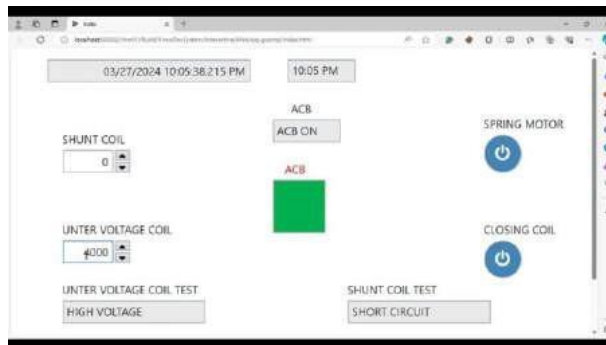 Index
03/27/2024 10:05:38.215 PM
10:05 PM
ACB
ACB ON
SHUNT COIL
0
SPRING MOTOR
ACB
UNTER VOLTAGE COIL
4000
CLOSING COIL
UNTER VOLTAGE COIL TEST
HIGH VOLTAGE
SHUNT COIL TEST
SHORT CIRCUIT